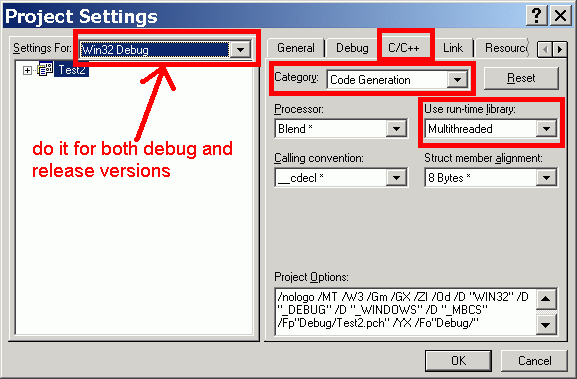 Project Settings
Settings For: Win32 Debug
Test2
do it for both debug and
release versions
General Debug C/C++ Link Resourc
Category: Code Generation Reset
Processor: Use run-time library:
Blend * Multithreaded
Calling convention: Struct member alignment:
__cdecl * 8 Bytes *
Project Options:
/nologo /MT /W3 /Gm /GX /ZI /Od /D "WIN32" /D
"_DEBUG" /D "_WINDOWS" /D "_MBCS"
/Fp"Debug/Test2.pch" /YX /Fo"Debug/"
OK Cancel